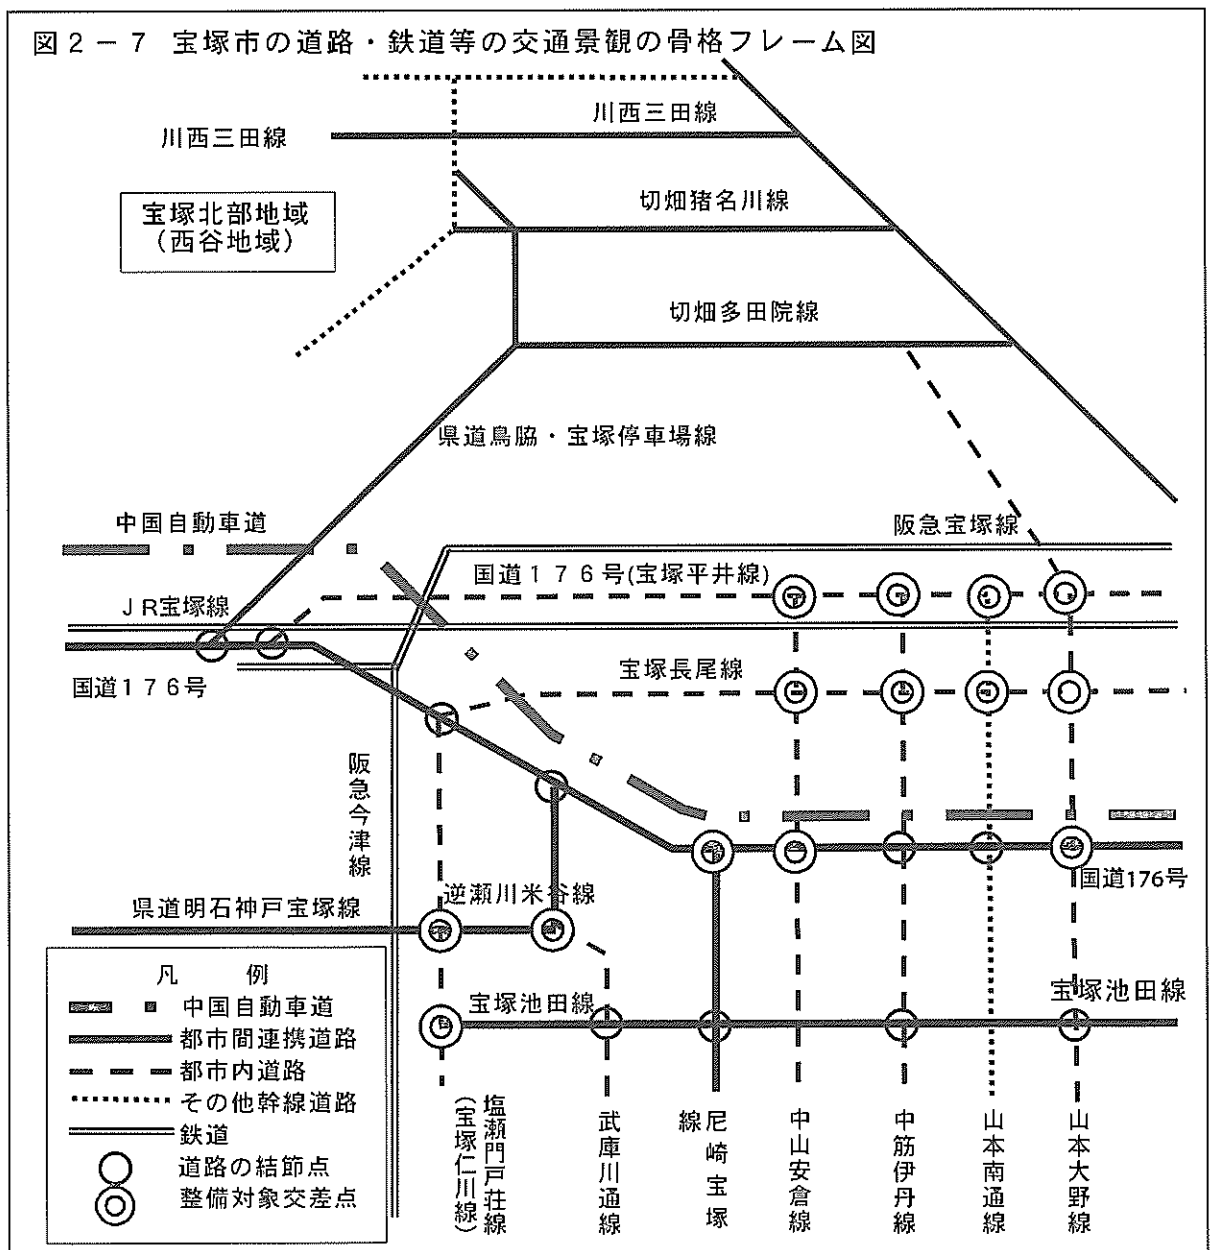 図２－７ 宝塚市の道路・鉄道等の交通景観の骨格フレーム図
川西三田線
川西三田線
切畑猪名川線
宝塚北部地域
（西谷地域）
切畑多田院線
県道鳥脇・宝塚停車場線
中国自動車道
阪急宝塚線
国道１７６号(宝塚平井線)
ＪＲ宝塚線
宝塚長尾線
国道１７６号
阪急今津線
国道176号
逆瀬川米谷線
県道明石神戸宝塚線
宝塚池田線
宝塚池田線
凡 例
中国自動車道
都市間連携道路
都市内道路
その他幹線道路
鉄道
道路の結節点
整備対象交差点
塩瀬門戸荘線
（宝塚仁川線）
武庫川通線
尼崎宝塚
線
中山安倉線
中筋伊丹線
山本南通線
山本大野線